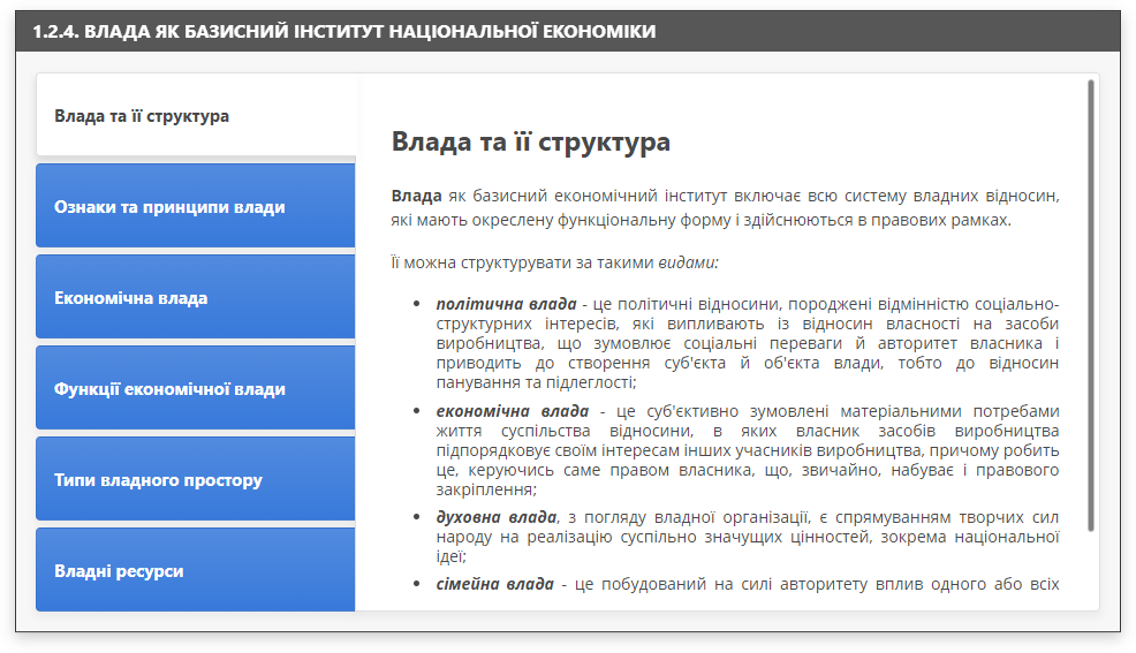 1.2.4. ВЛАДА ЯК БАЗИСНИЙ ІНСТИТУТ НАЦІОНАЛЬНОЇ ЕКОНОМІКИ
Влада та її структура
Ознаки та принципи влади
Економічна влада
Функції економічної влади
Типи владного простору
Владні ресурси
Влада та її структура
Влада як базисний економічний інститут включає всю систему владних відносин,
які мають окреслену функціональну форму і здійснюються в правових рамках.
Її можна структурувати за такими видами:
• політична влада - це політичні відносини, породжені відмінністю соціально-
структурних інтересів, які випливають із відносин власності на засоби
виробництва, що зумовлює соціальні переваги й авторитет власника і
приводить до створення суб'єкта й об'єкта влади, тобто до відносин
панування та підлеглості;
• економічна влада - це суб'єктивно зумовлені матеріальними потребами
життя суспільства відносини, в яких власник засобів виробництва
підпорядковує своїм інтересам інших учасників виробництва, причому робить
це, керуючись саме правом власника, що, звичайно, набуває і правового
закріплення;
• духовна влада, з погляду владної організації, є спрямуванням творчих сил
народу на реалізацію суспільно значущих цінностей, зокрема національної
ідеї;
• сімейна влада - це побудований на силі авторитету вплив одного або всіх